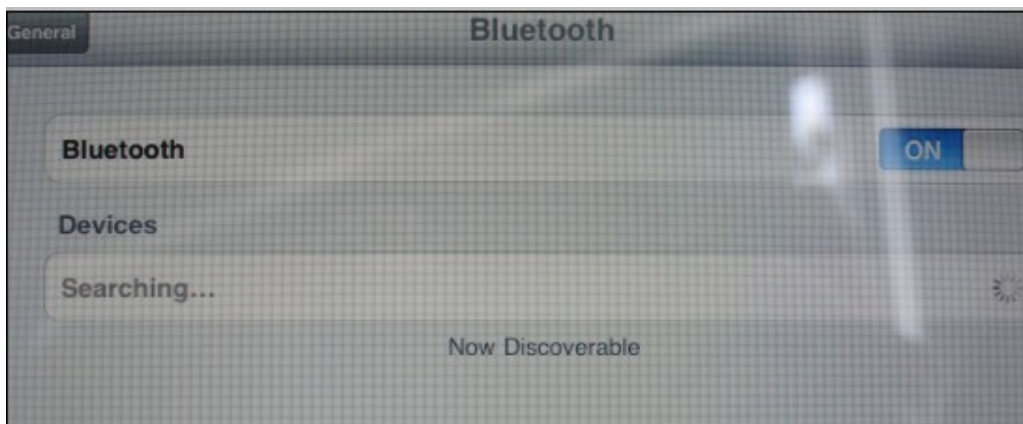 General
Bluetooth
Bluetooth
ON
Devices
Searching...
Now Discoverable